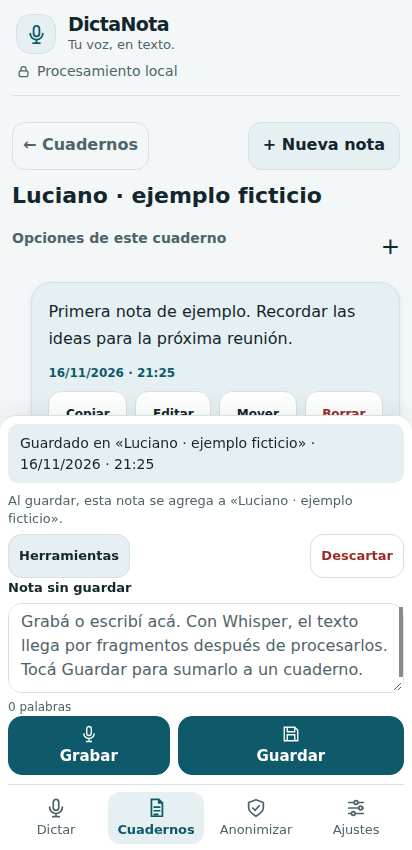 DictaNota
Tu voz, en texto.
Procesamiento local
← Cuadernos
+ Nueva nota
Luciano · ejemplo ficticio
Opciones de este cuaderno
+
Primera nota de ejemplo. Recordar las
ideas para la próxima reunión.
16/11/2026 · 21:25
Copiar Editar Mover Borrar
Guardado en «Luciano · ejemplo ficticio» ·
16/11/2026 · 21:25
Al guardar, esta nota se agrega a «Luciano · ejemplo
ficticio».
Herramientas
Descartar
Nota sin guardar
Grabá o escribí acá. Con Whisper, el texto
llega por fragmentos después de procesarlos.
Tocá Guardar para sumarlo a un cuaderno.
0 palabras
Grabar
Guardar
Dictar
Cuadernos
Anonimizar
Ajustes